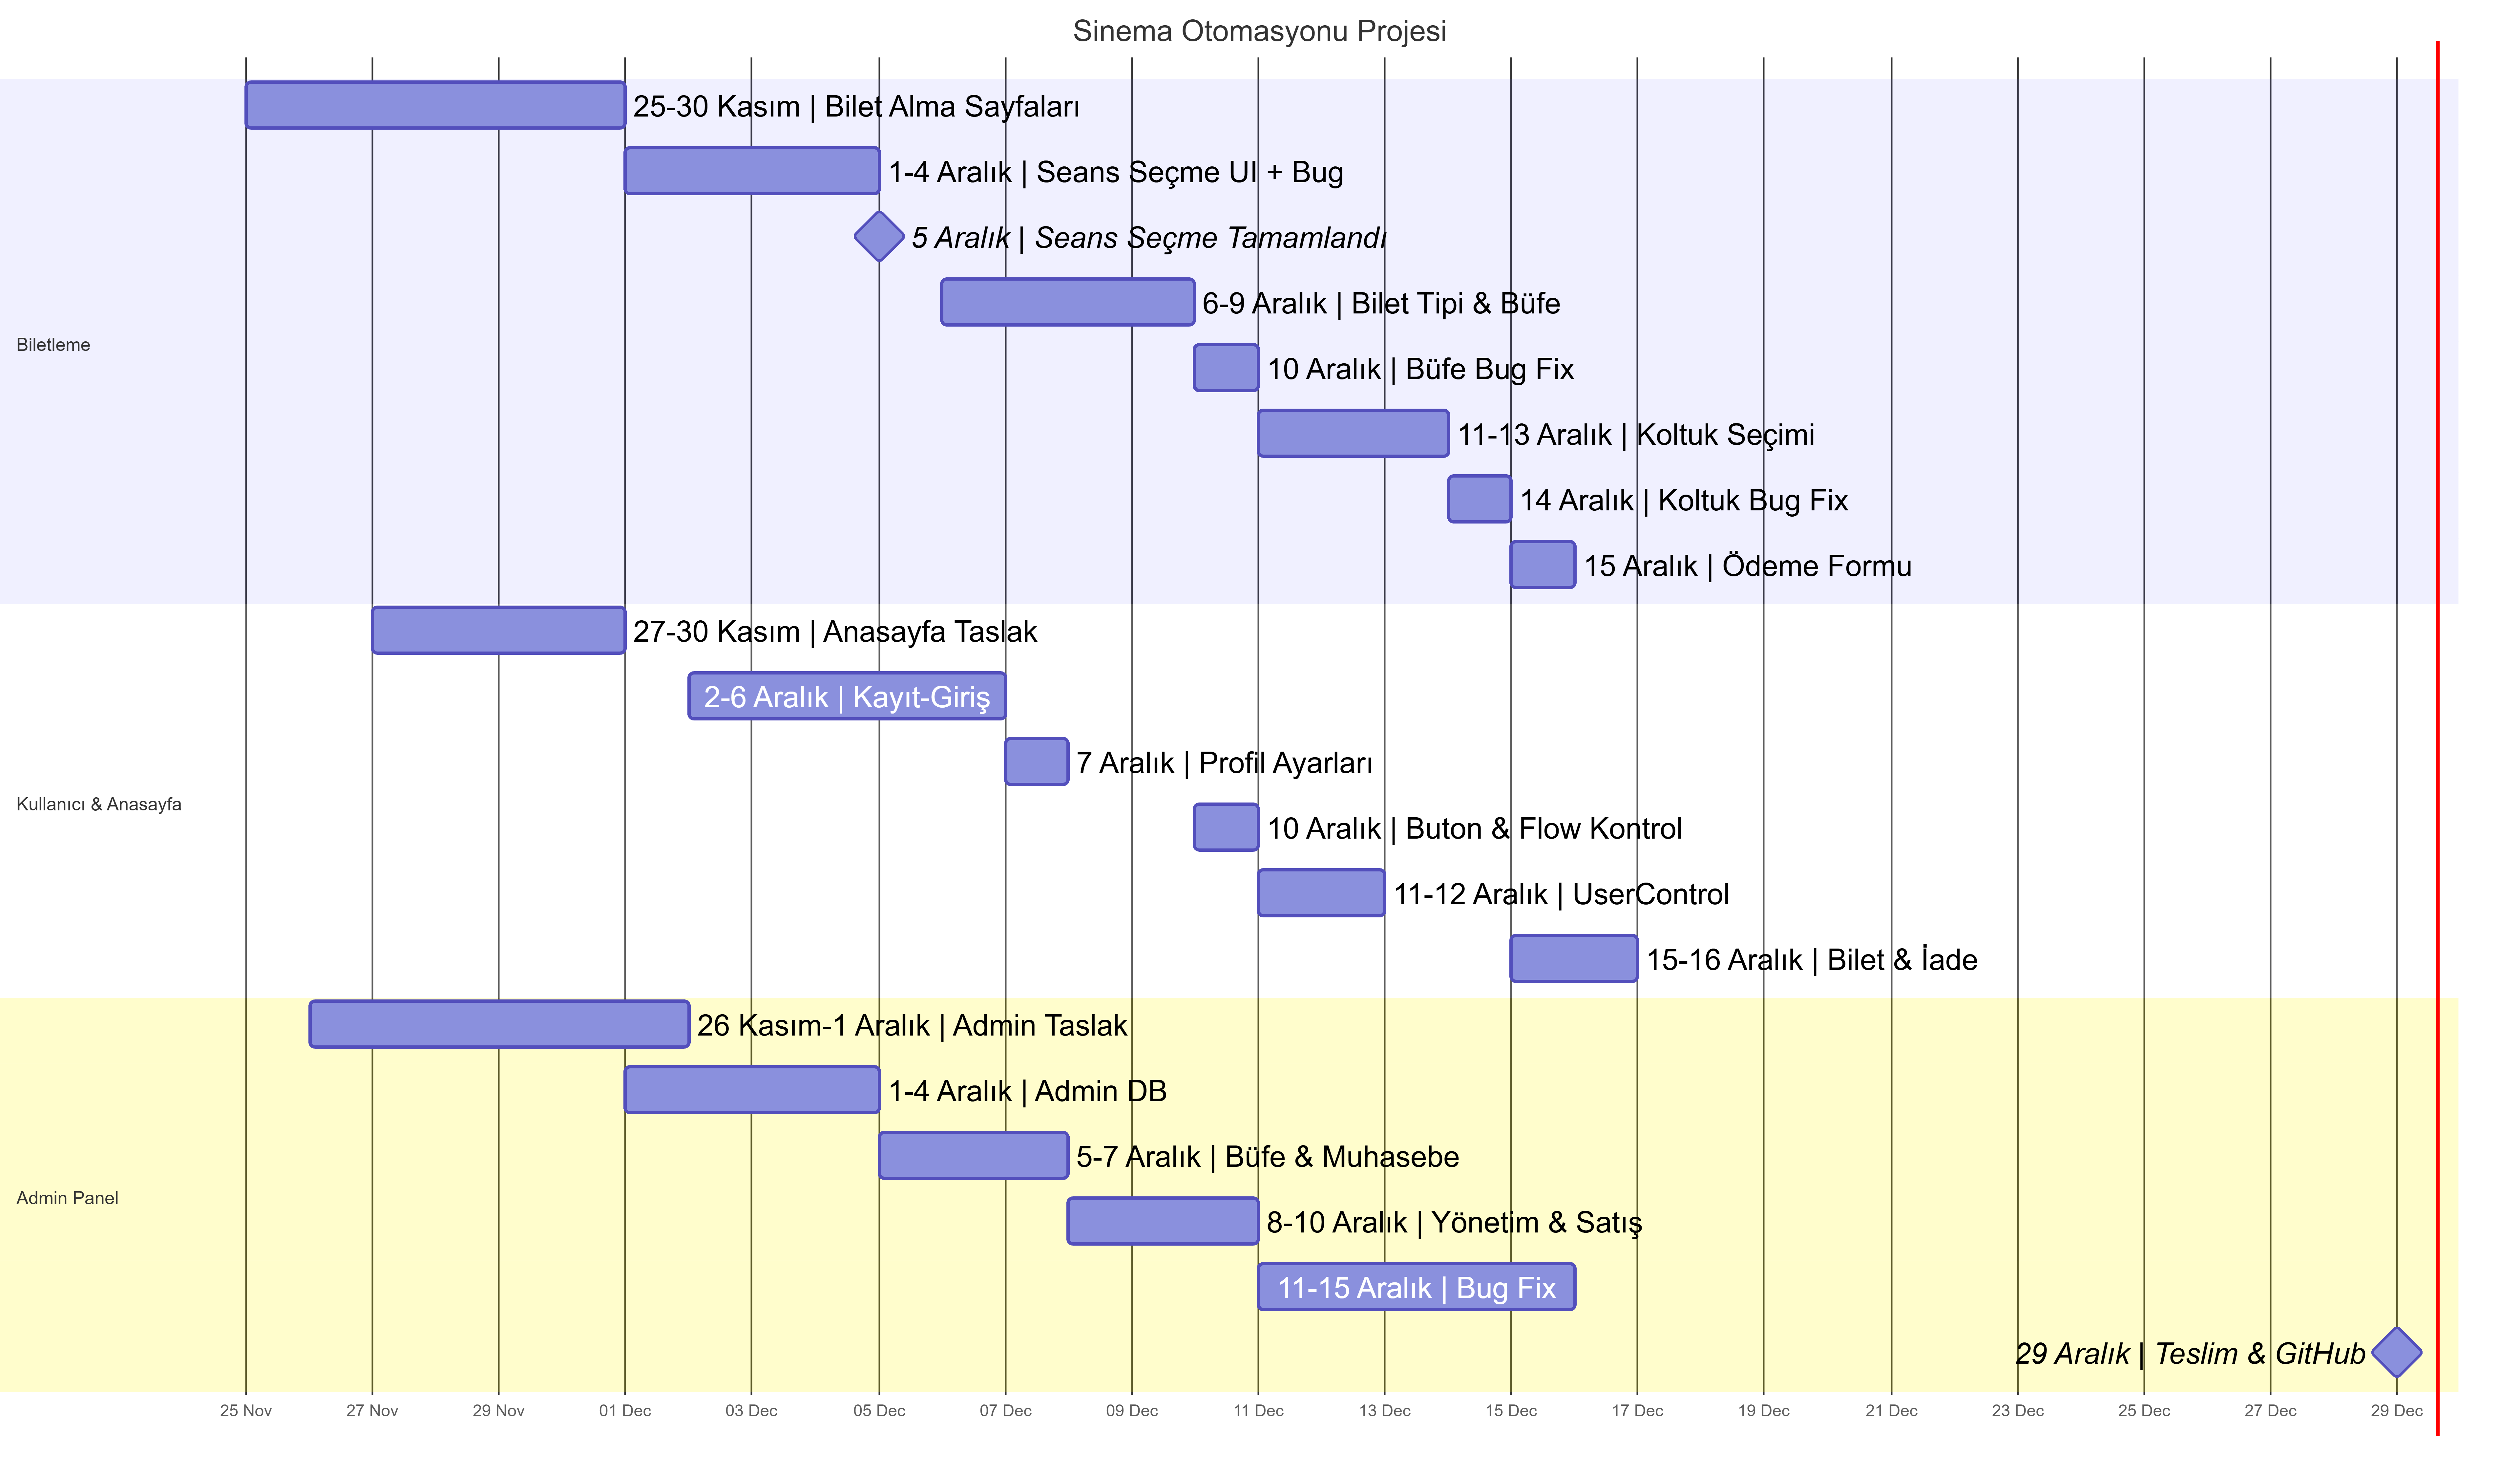 Sinema Otomasyonu Projesi
Biletleme
25-30 Kasım | Bilet Alma Sayfaları
1-4 Aralık | Seans Seçme UI + Bug
5 Aralık | Seans Seçme Tamamlandı
6-9 Aralık | Bilet Tipi & Büfe
10 Aralık | Büfe Bug Fix
11-13 Aralık | Koltuk Seçimi
14 Aralık | Koltuk Bug Fix
15 Aralık | Ödeme Formu
Kullanıcı & Anasayfa
27-30 Kasım | Anasayfa Taslak
2-6 Aralık | Kayıt-Giriş
7 Aralık | Profil Ayarları
10 Aralık | Buton & Flow Kontrol
11-12 Aralık | UserControl
15-16 Aralık | Bilet & İade
Admin Panel
26 Kasım-1 Aralık | Admin Taslak
1-4 Aralık | Admin DB
5-7 Aralık | Büfe & Muhasebe
8-10 Aralık | Yönetim & Satış
11-15 Aralık | Bug Fix
29 Aralık | Teslim & GitHub
25 Nov 27 Nov 29 Nov 01 Dec 03 Dec 05 Dec 07 Dec 09 Dec 11 Dec 13 Dec 15 Dec 17 Dec 19 Dec 21 Dec 23 Dec 25 Dec 27 Dec 29 Dec